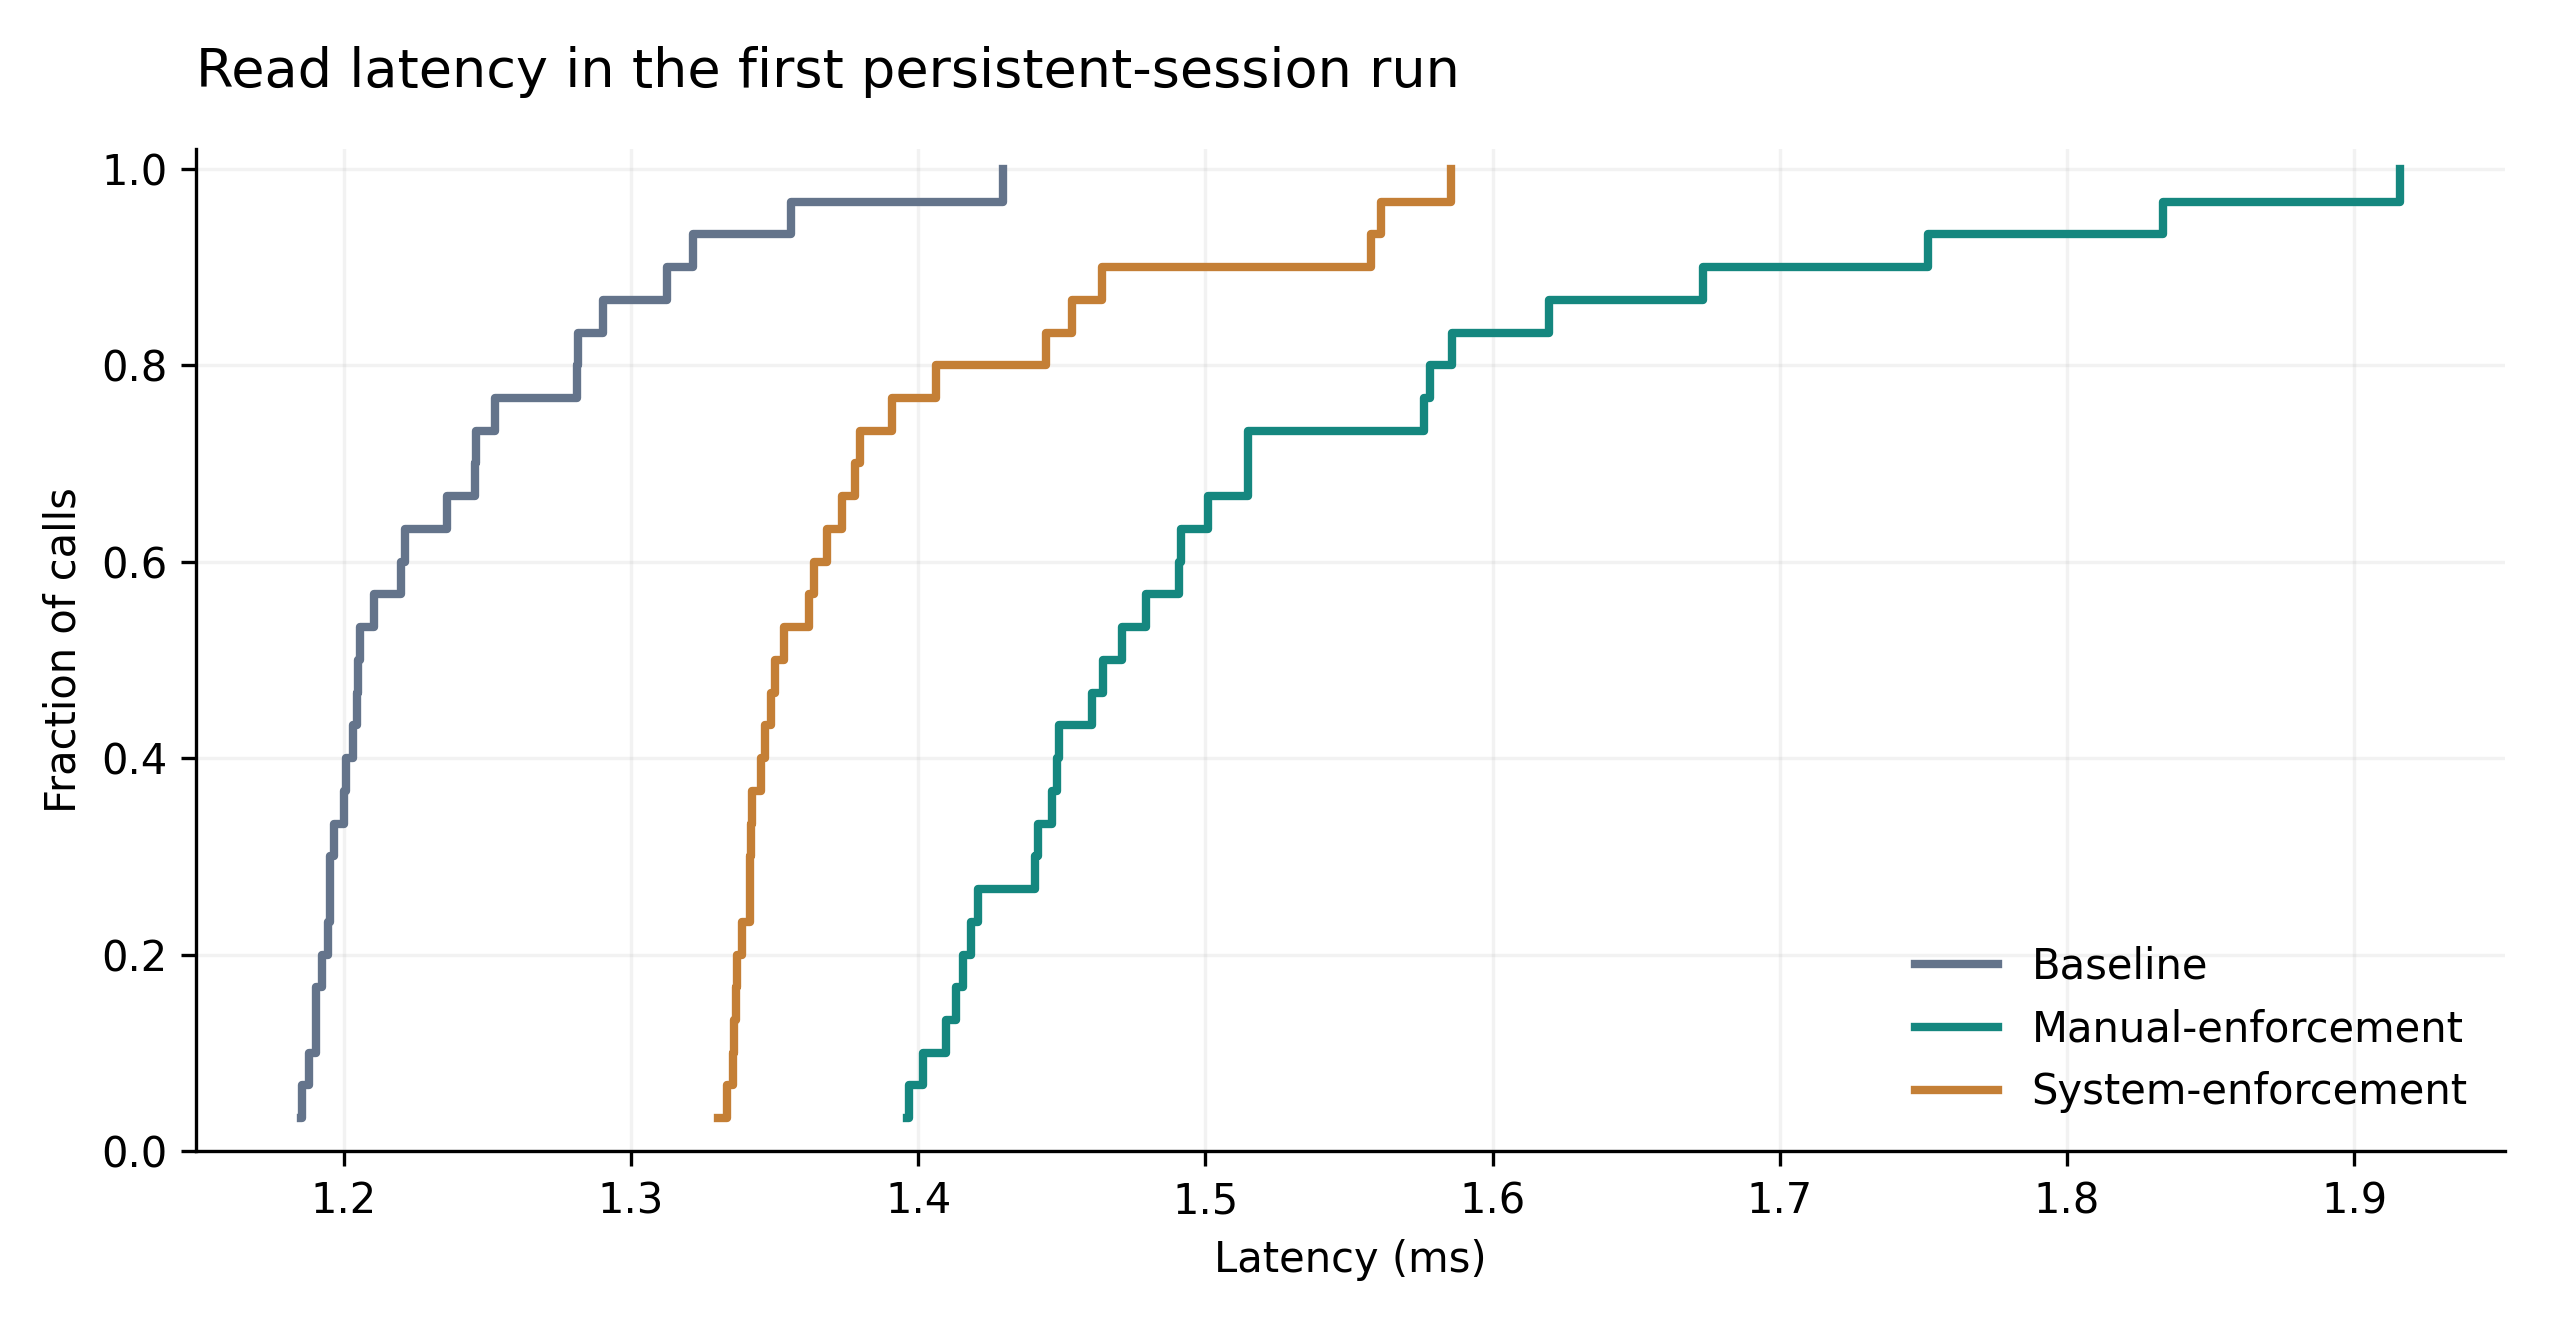 Read latency in the first persistent-session run
1.0
0.8
0.6
0.4
0.2
0.0
Fraction of calls
Baseline
Manual-enforcement
System-enforcement
1.2 1.3 1.4 1.5 1.6 1.7 1.8 1.9
Latency (ms)